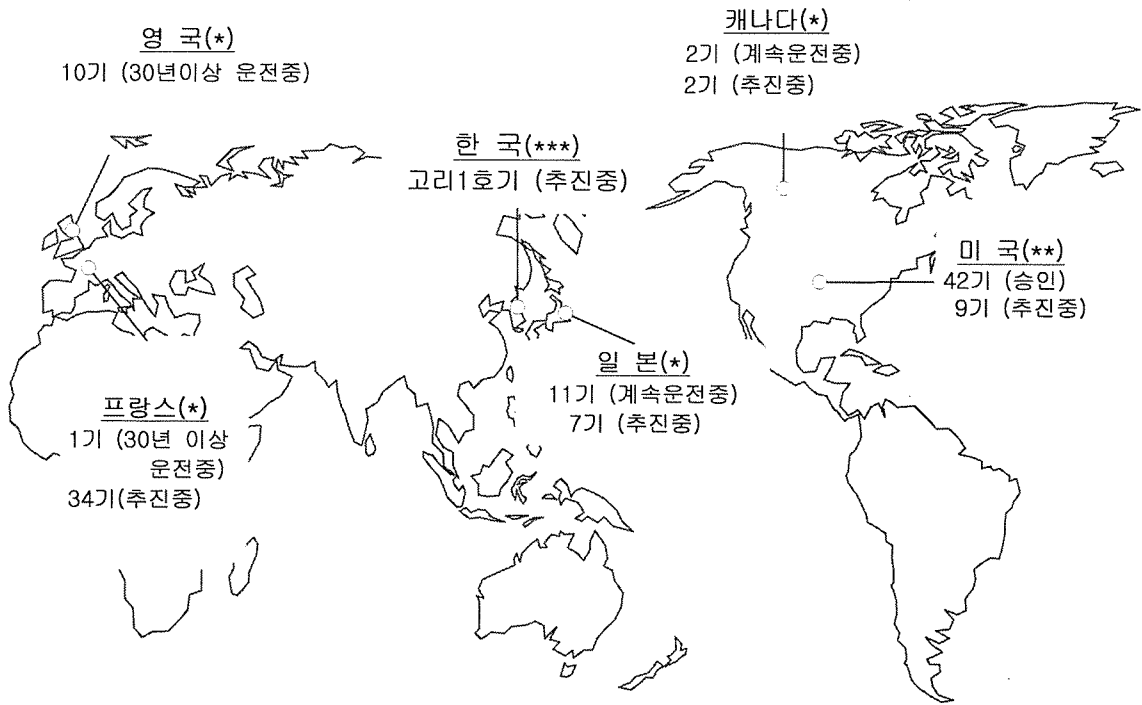 영 국(*)
10기 (30년이상 운전중)
캐나다(*)
2기 (계속운전중)
2기 (추진중)
한 국(***)
고리1호기 (추진중)
미 국(**)
42기 (승인)
9기 (추진중)
일 본(*)
11기 (계속운전중)
7기 (추진중)
프랑스(*)
1기 (30년 이상
운전중)
34기(추진중)